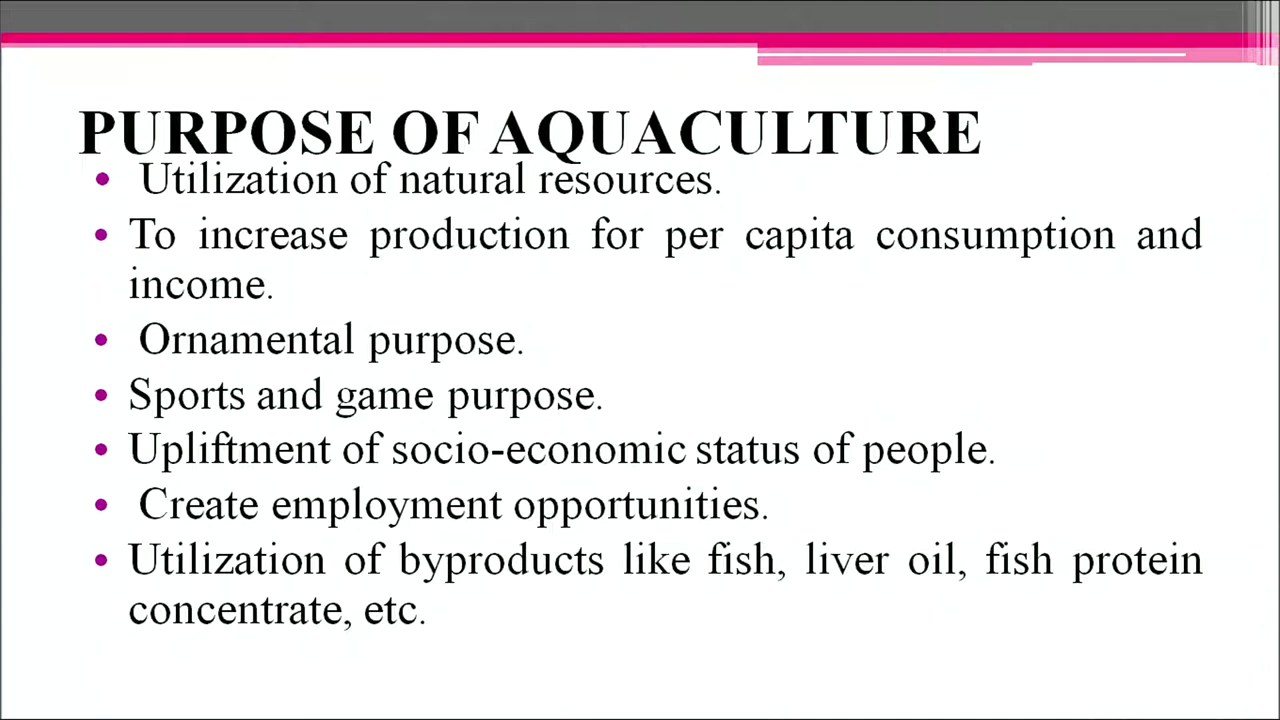 PURPOSE OF AQUACULTURE
• Utilization of natural resources.
• To increase production for per capita consumption and
income.
• Ornamental purpose.
• Sports and game purpose.
• Upliftment of socio-economic status of people.
• Create employment opportunities.
• Utilization of byproducts like fish, liver oil, fish protein
concentrate, etc.